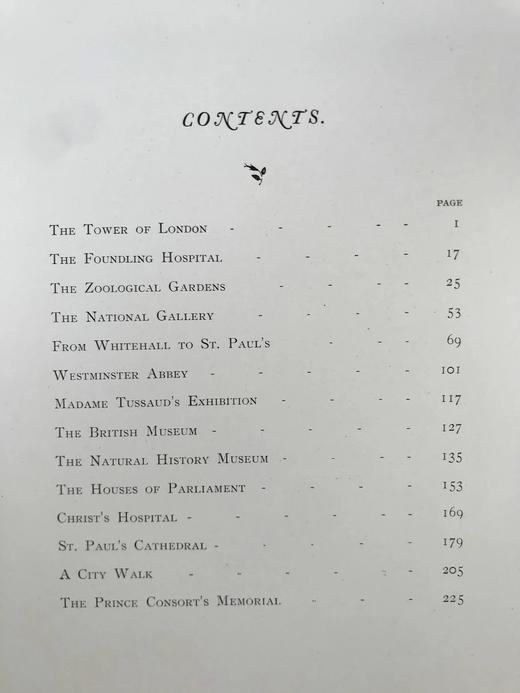 CONTENTS.
PAGE
THE TOWER OF LONDON - - - - - 1
THE FOUNDLING HOSPITAL - - - - 17
THE ZOOLOGICAL GARDENS - - - - 25
THE NATIONAL GALLERY - - - - 53
FROM WHITEHALL TO ST. PAUL'S - - - 69
WESTMINSTER ABBEY - - - - - 101
MADAME TUSSAUD'S EXHIBITION - - - - 117
THE BRITISH MUSEUM - - - - - 127
THE NATURAL HISTORY MUSEUM - - - - 135
THE HOUSES OF PARLIAMENT - - - - 153
CHRIST'S HOSPITAL - - - - - - 169
ST. PAUL'S CATHEDRAL - - - - - 179
A CITY WALK - - - - - - 205
THE PRINCE CONSORT'S MEMORIAL - - - 225